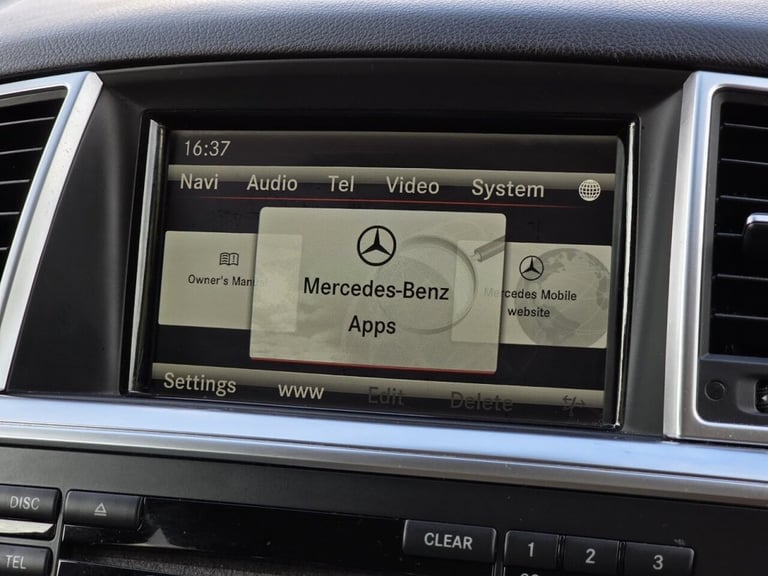 16:37
Navi Audio Tel Video System
Owner's Manual
Mercedes-Benz
Apps
Mercedes Mobile
website
Settings www Edit Delete
DISC
CLEAR 1 2 3
TEL